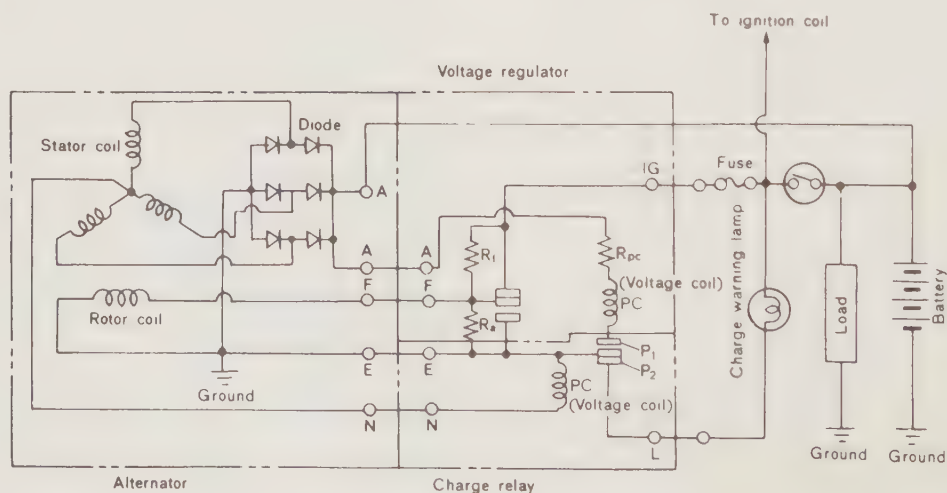 To ignition coil
Voltage regulator
Diode
Stator coil
IG
Fuse
A
A
A
R₁
Rpc
(Voltage coil)
PC
F
F
Rotor coil
Charge warning lamp
Load
Battery
P₁
P₂
E
E
Ground
PC
(Voltage coil)
N
N
L
Ground
Ground
Alternator
Charge relay